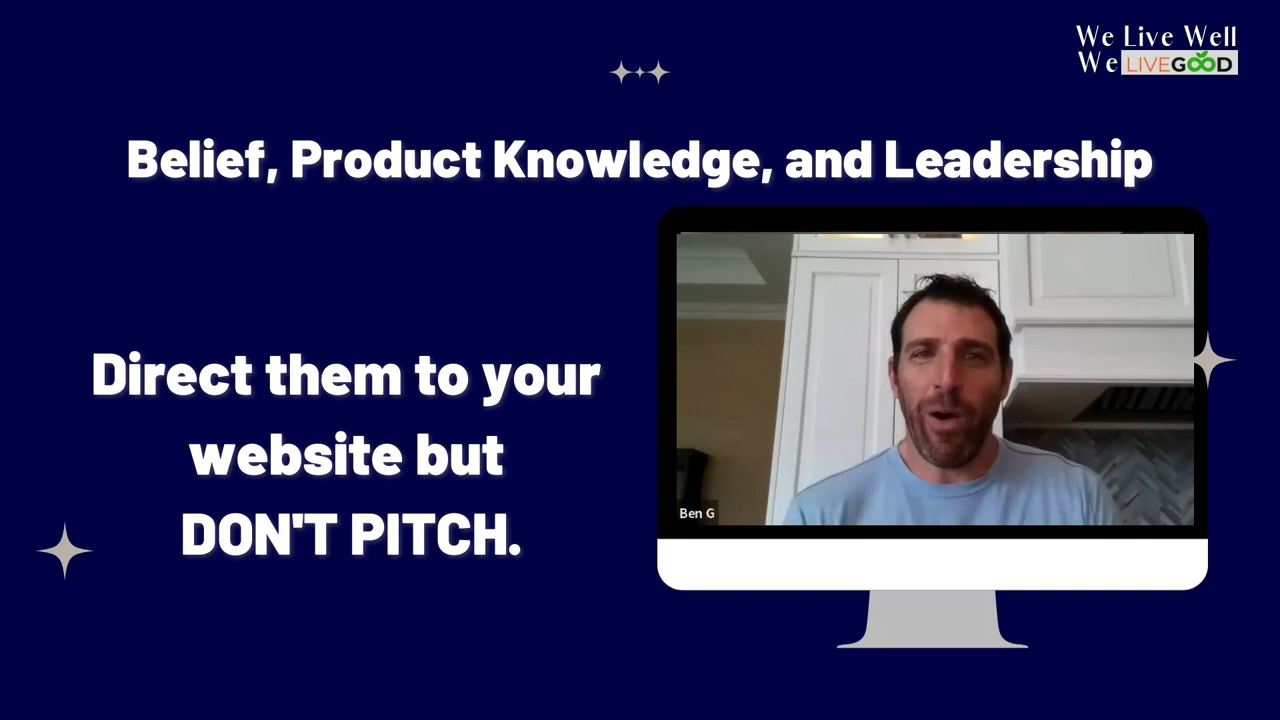 We Live Well
We LIVEGOOD
Belief, Product Knowledge, and Leadership
Direct them to your
website but
DON'T PITCH.
Ben G